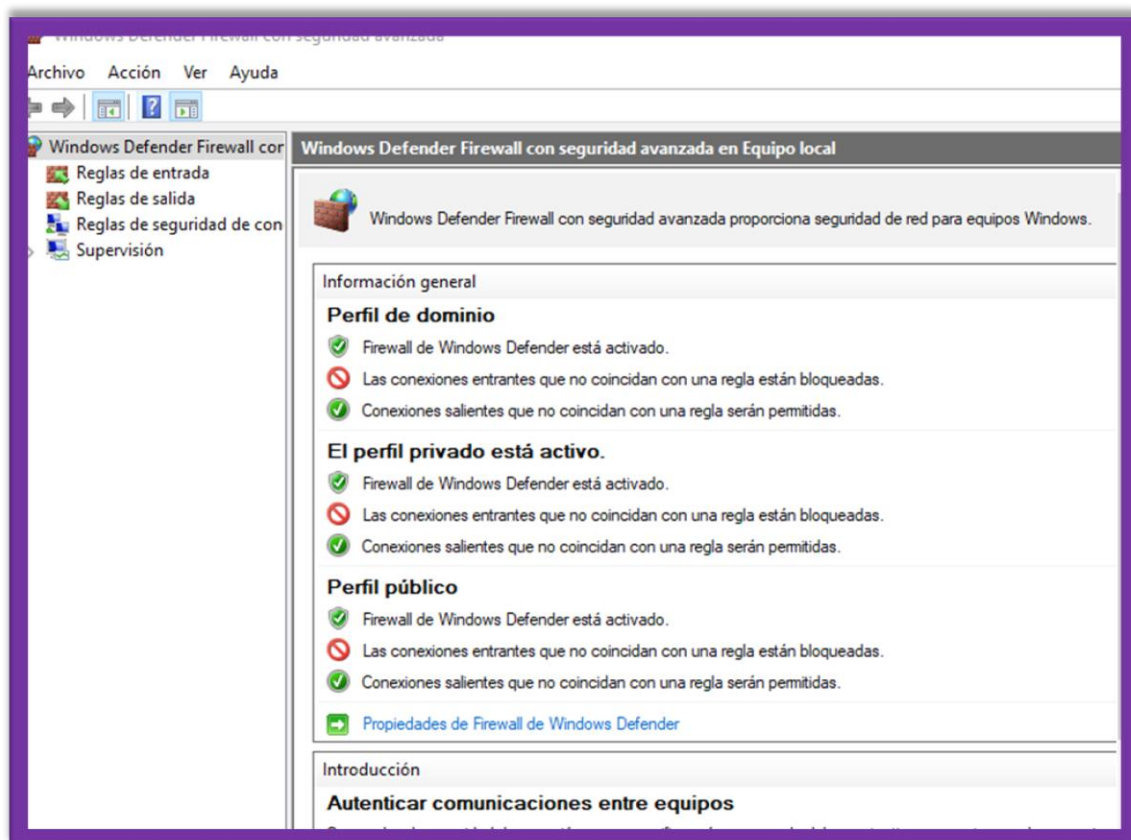 Windows Defender Firewall con seguridad avanzada
Archivo Acción Ver Ayuda
Windows Defender Firewall con
Reglas de entrada
Reglas de salida
Reglas de seguridad de con
Supervisión
Windows Defender Firewall con seguridad avanzada en Equipo local
Windows Defender Firewall con seguridad avanzada proporciona seguridad de red para equipos Windows.
Información general
Perfil de dominio
Firewall de Windows Defender está activado.
Las conexiones entrantes que no coincidan con una regla están bloqueadas.
Conexiones salientes que no coincidan con una regla serán permitidas.
El perfil privado está activo.
Firewall de Windows Defender está activado.
Las conexiones entrantes que no coincidan con una regla están bloqueadas.
Conexiones salientes que no coincidan con una regla serán permitidas.
Perfil público
Firewall de Windows Defender está activado.
Las conexiones entrantes que no coincidan con una regla están bloqueadas.
Conexiones salientes que no coincidan con una regla serán permitidas.
Propiedades de Firewall de Windows Defender
Introducción
Autenticar comunicaciones entre equipos